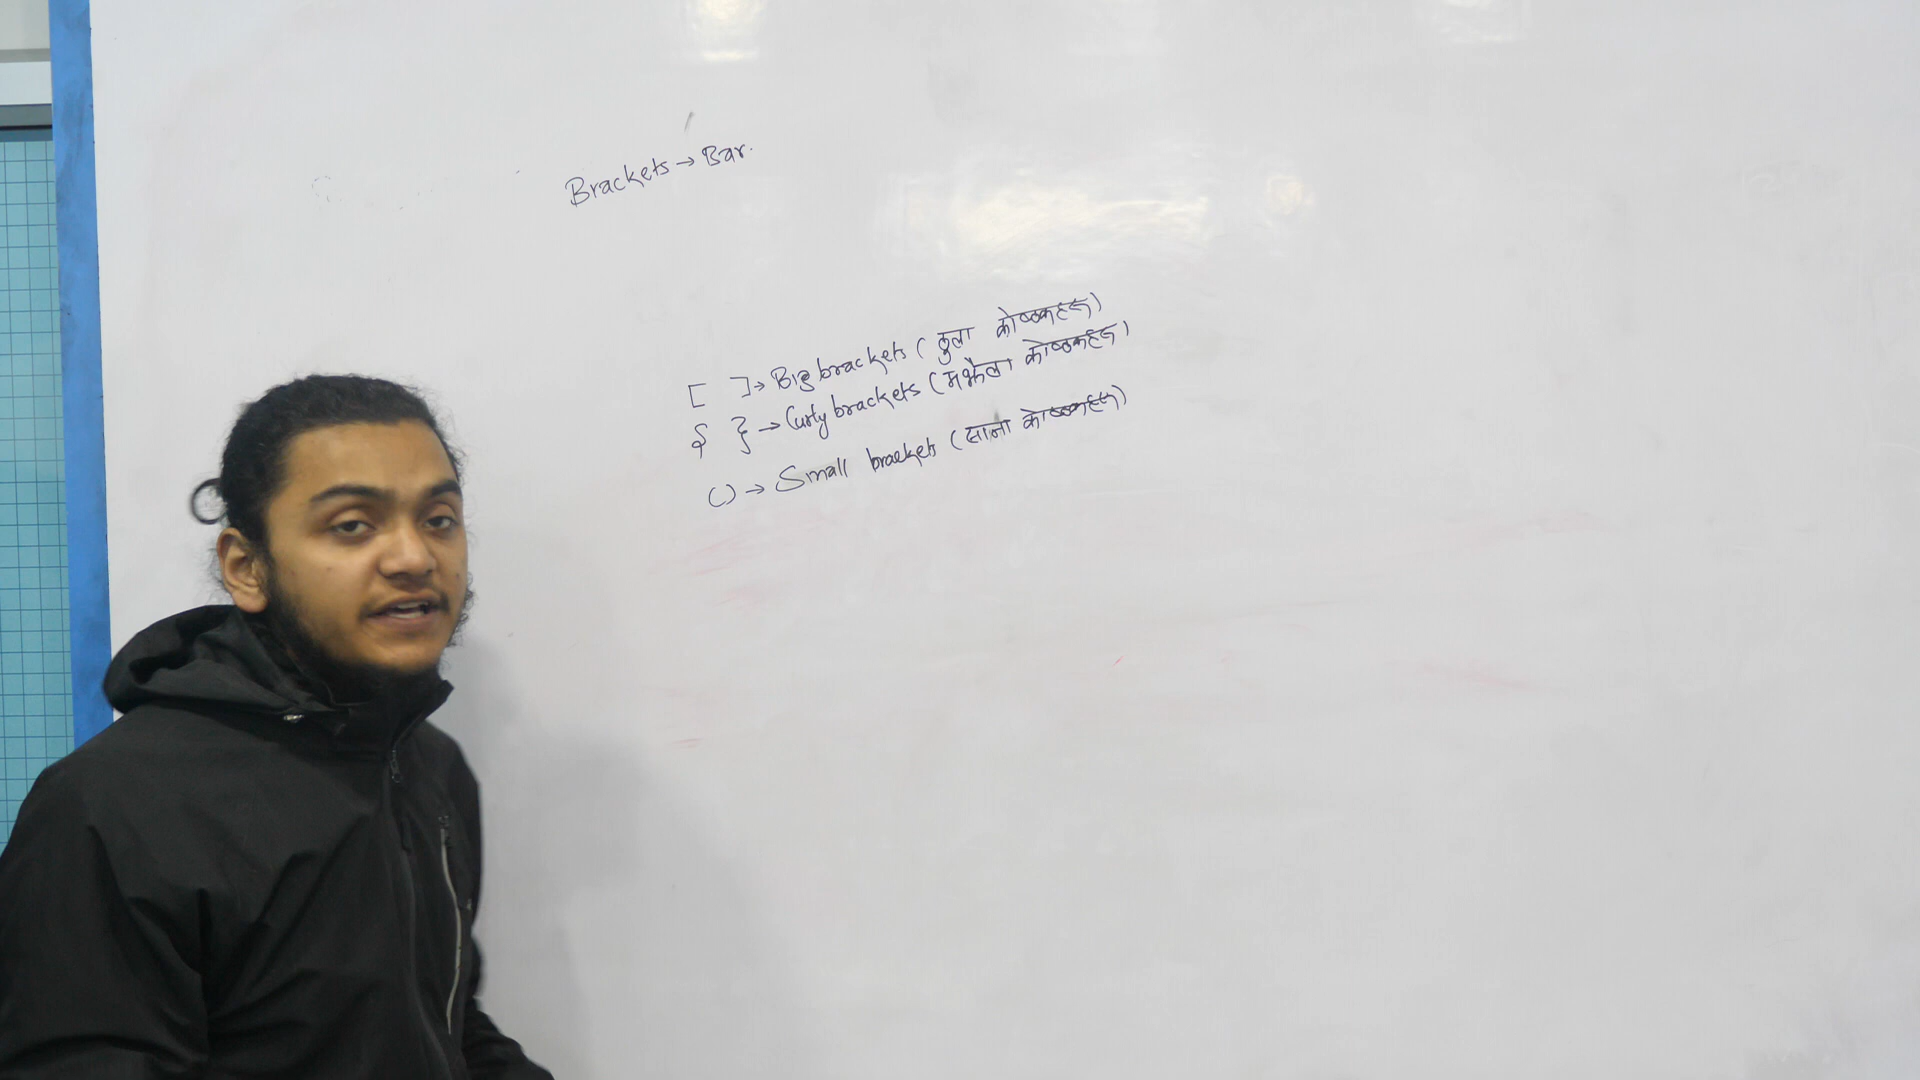 Brackets → Bar.
[ ] → Big brackets ( ठुला कोष्ठकहरू )
{ } → Curly brackets ( मझौला कोष्ठकहरू )
( ) → Small brackets ( साना कोष्ठकहरू )